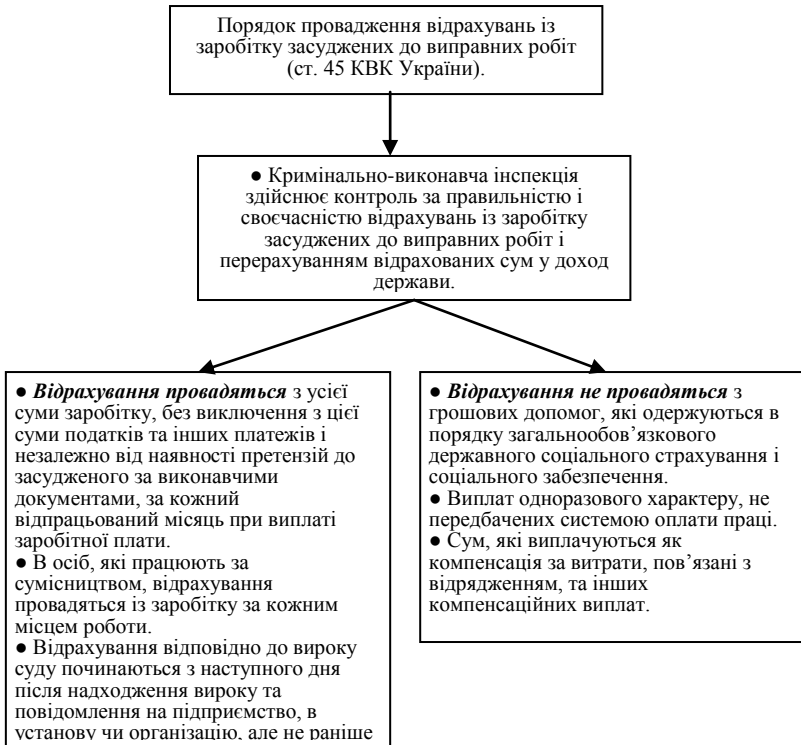 Порядок провадження відрахувань із
заробітку засуджених до виправних робіт
(ст. 45 КВК України).
● Кримінально-виконавча інспекція
здійснює контроль за правильністю і
своєчасністю відрахувань із заробітку
засуджених до виправних робіт і
перерахуванням відрахованих сум у доход
держави.
● Відрахування провадяться з усієї
суми заробітку, без виключення з цієї
суми податків та інших платежів і
незалежно від наявності претензій до
засудженого за виконавчими
документами, за кожний
відпрацьований місяць при виплаті
заробітної плати.
● В осіб, які працюють за
сумісництвом, відрахування
провадяться із заробітку за кожним
місцем роботи.
● Відрахування відповідно до вироку
суду починаються з наступного дня
після надходження вироку та
повідомлення на підприємство, в
установу чи організацію, але не раніше
● Відрахування не провадяться з
грошових допомог, які одержуються в
порядку загальнообов’язкового
державного соціального страхування і
соціального забезпечення.
● Виплат одноразового характеру, не
передбачених системою оплати праці.
● Сум, які виплачуються як
компенсація за витрати, пов’язані з
відрядженням, та інших
компенсаційних виплат.